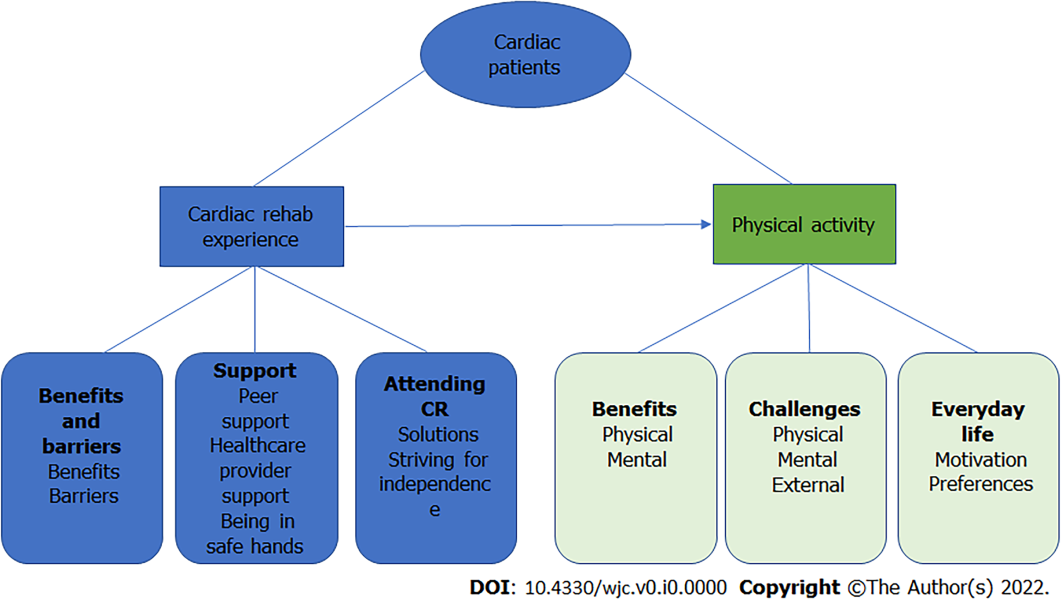 Cardiac
patients
Cardiac rehab
experience
Physical activity
Benefits
and
barriers
Benefits
Barriers
Support
Peer
support
Healthcare
provider
support
Being in
safe hands
Attending
CR
Solutions
Striving for
independenc
e
Benefits
Physical
Mental
Challenges
Physical
Mental
External
Everyday
life
Motivation
Preferences
DOI: 10.4330/wjc.v0.i0.0000 Copyright ©The Author(s) 2022.